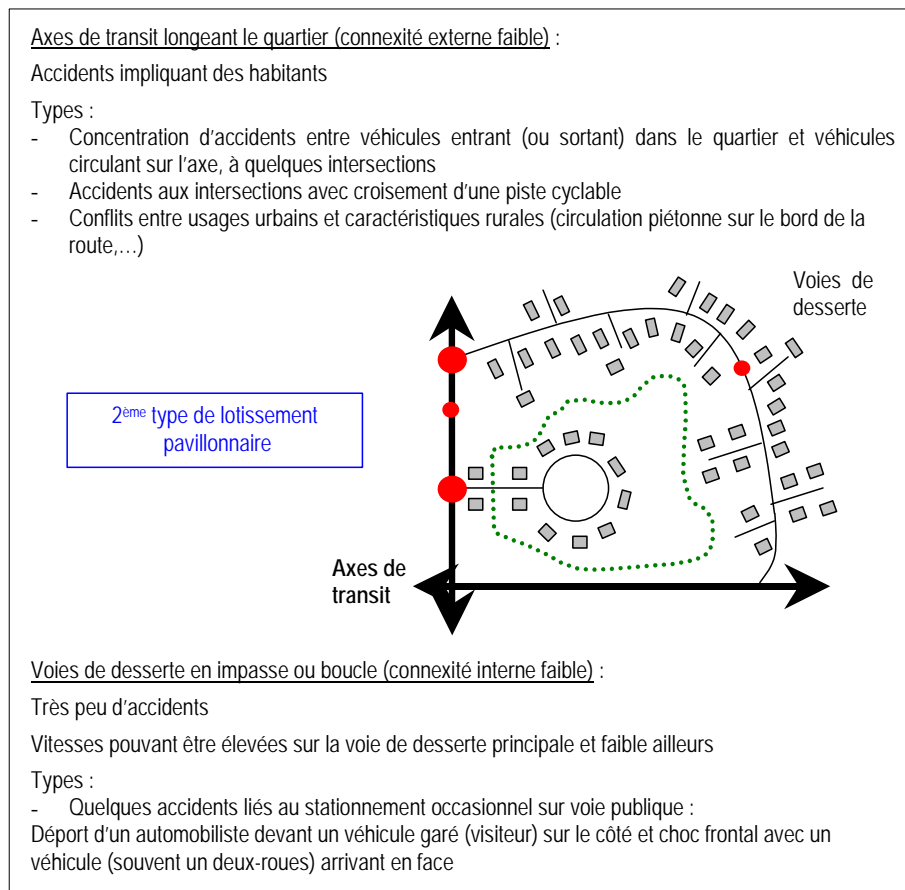 Axes de transit longeant le quartier (connexité externe faible) :
Accidents impliquant des habitants
Types :
- Concentration d’accidents entre véhicules entrant (ou sortant) dans le quartier et véhicules
circulant sur l’axe, à quelques intersections
- Accidents aux intersections avec croisement d’une piste cyclable
- Conflits entre usages urbains et caractéristiques rurales (circulation piétonne sur le bord de la
route,…)
Voies de
desserte
2ème type de lotissement
pavillonnaire
Axes de
transit
Voies de desserte en impasse ou boucle (connexité interne faible) :
Très peu d’accidents
Vitesses pouvant être élevées sur la voie de desserte principale et faible ailleurs
Types :
- Quelques accidents liés au stationnement occasionnel sur voie publique :
Déport d’un automobiliste devant un véhicule garé (visiteur) sur le côté et choc frontal avec un
véhicule (souvent un deux-roues) arrivant en face